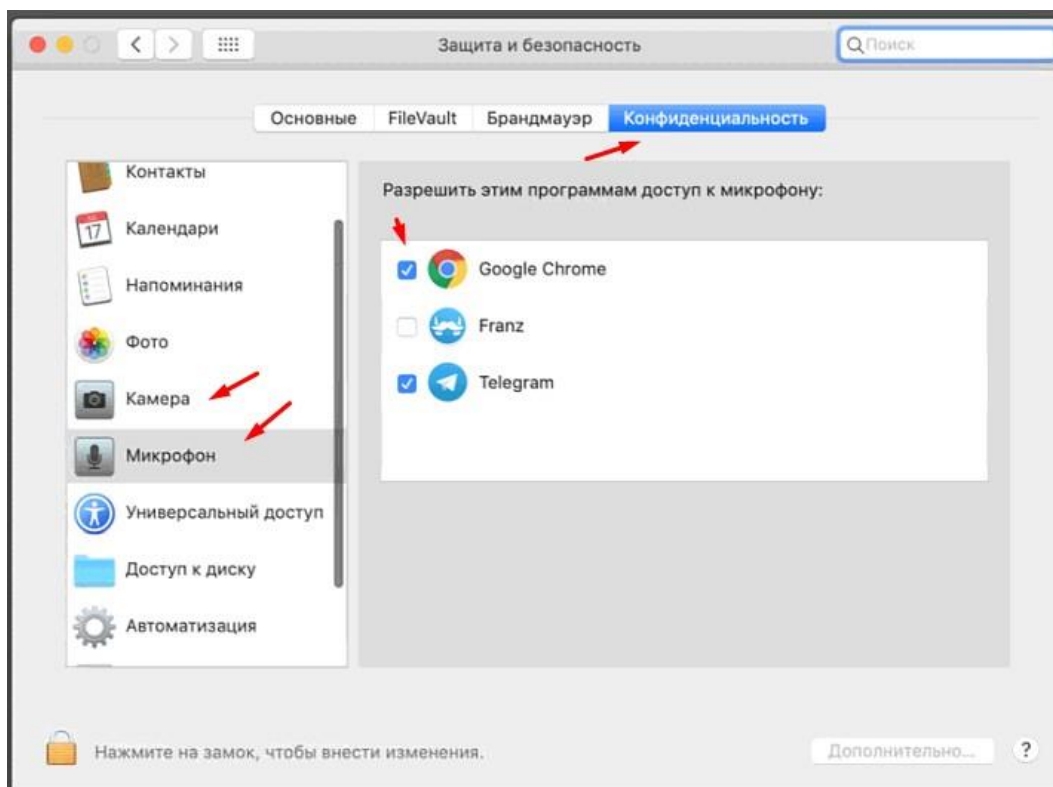 Защита и безопасность
Поиск
Основные
FileVault
Брандмауэр
Конфиденциальность
Контакты
Календари
17
Напоминания
Фото
Камера
Микрофон
Универсальный доступ
Доступ к диску
Автоматизация
Разрешить этим программам доступ к микрофону:
Google Chrome
Franz
Telegram
Нажмите на замок, чтобы внести изменения.
Дополнительно...
?